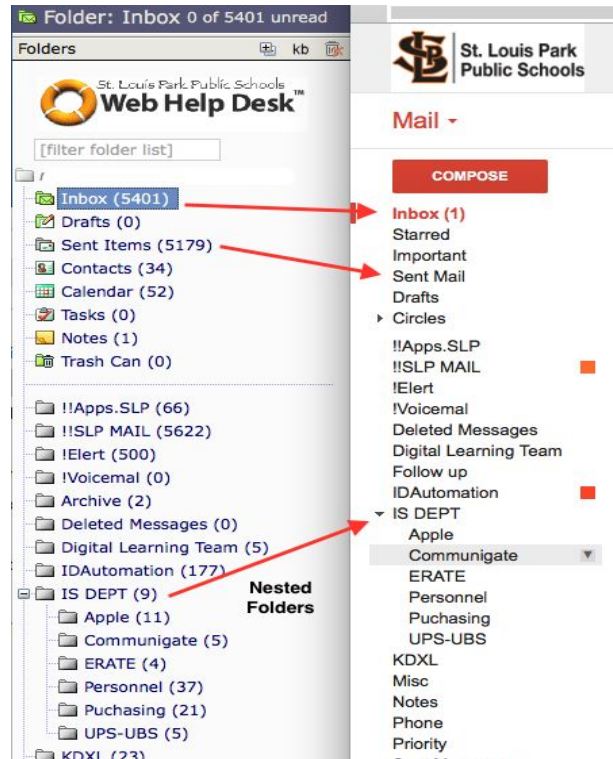 Folder: Inbox 0 of 5401 unread
Folders
kb
St. Louis Park Public Schools
Web Help Desk™
[filter folder list]
/
Inbox (5401)
Drafts (0)
Sent Items (5179)
Contacts (34)
Calendar (52)
Tasks (0)
Notes (1)
Trash Can (0)
!!Apps.SLP (66)
!!SLP MAIL (5622)
!Elert (500)
!Voicemal (0)
Archive (2)
Deleted Messages (0)
Digital Learning Team (5)
IDAutomation (177)
IS DEPT (9)
Nested
Folders
Apple (11)
Communigate (5)
ERATE (4)
Personnel (37)
Puchasing (21)
UPS-UBS (5)
KDXL (23)
SLP
St. Louis Park
Public Schools
Mail
COMPOSE
Inbox (1)
Starred
Important
Sent Mail
Drafts
Circles
!!Apps.SLP
!!SLP MAIL
!Elert
!Voicemal
Deleted Messages
Digital Learning Team
Follow up
IDAutomation
IS DEPT
Apple
Communigate
ERATE
Personnel
Puchasing
UPS-UBS
KDXL
Misc
Notes
Phone
Priority